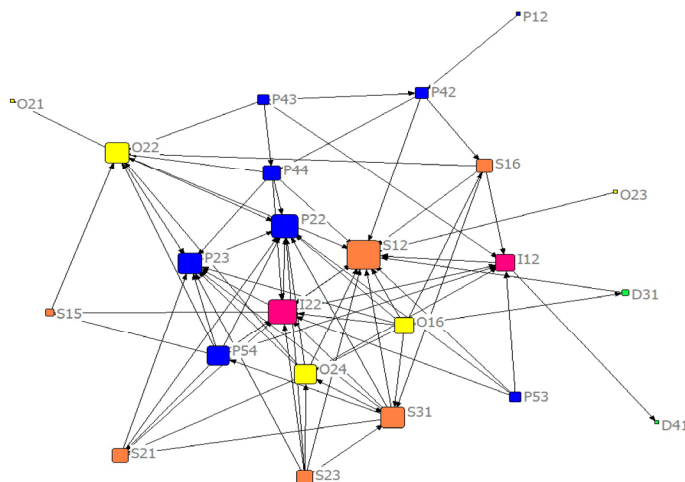 P12
P42
P43
O21
O22
S16
P44
O23
P22
S12
P23
I12
D31
I22
S15
O16
P54
O24
P53
S31
D41
S21
S23